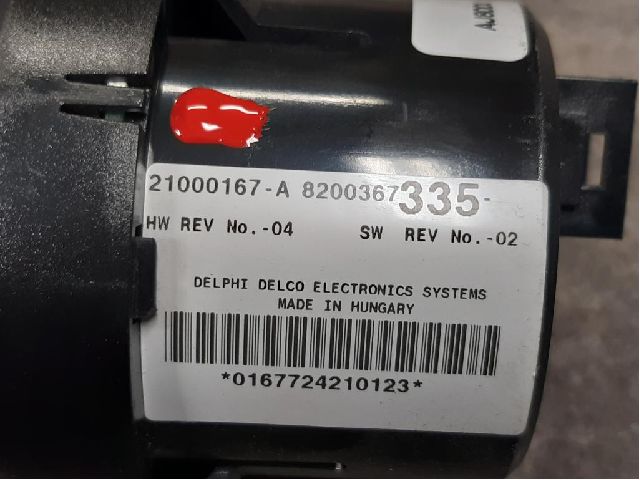 21000167-A 8200367335-
HW REV No.-04 SW REV No.-02
DELPHI DELCO ELECTRONICS SYSTEMS
MADE IN HUNGARY
*0167724210123*